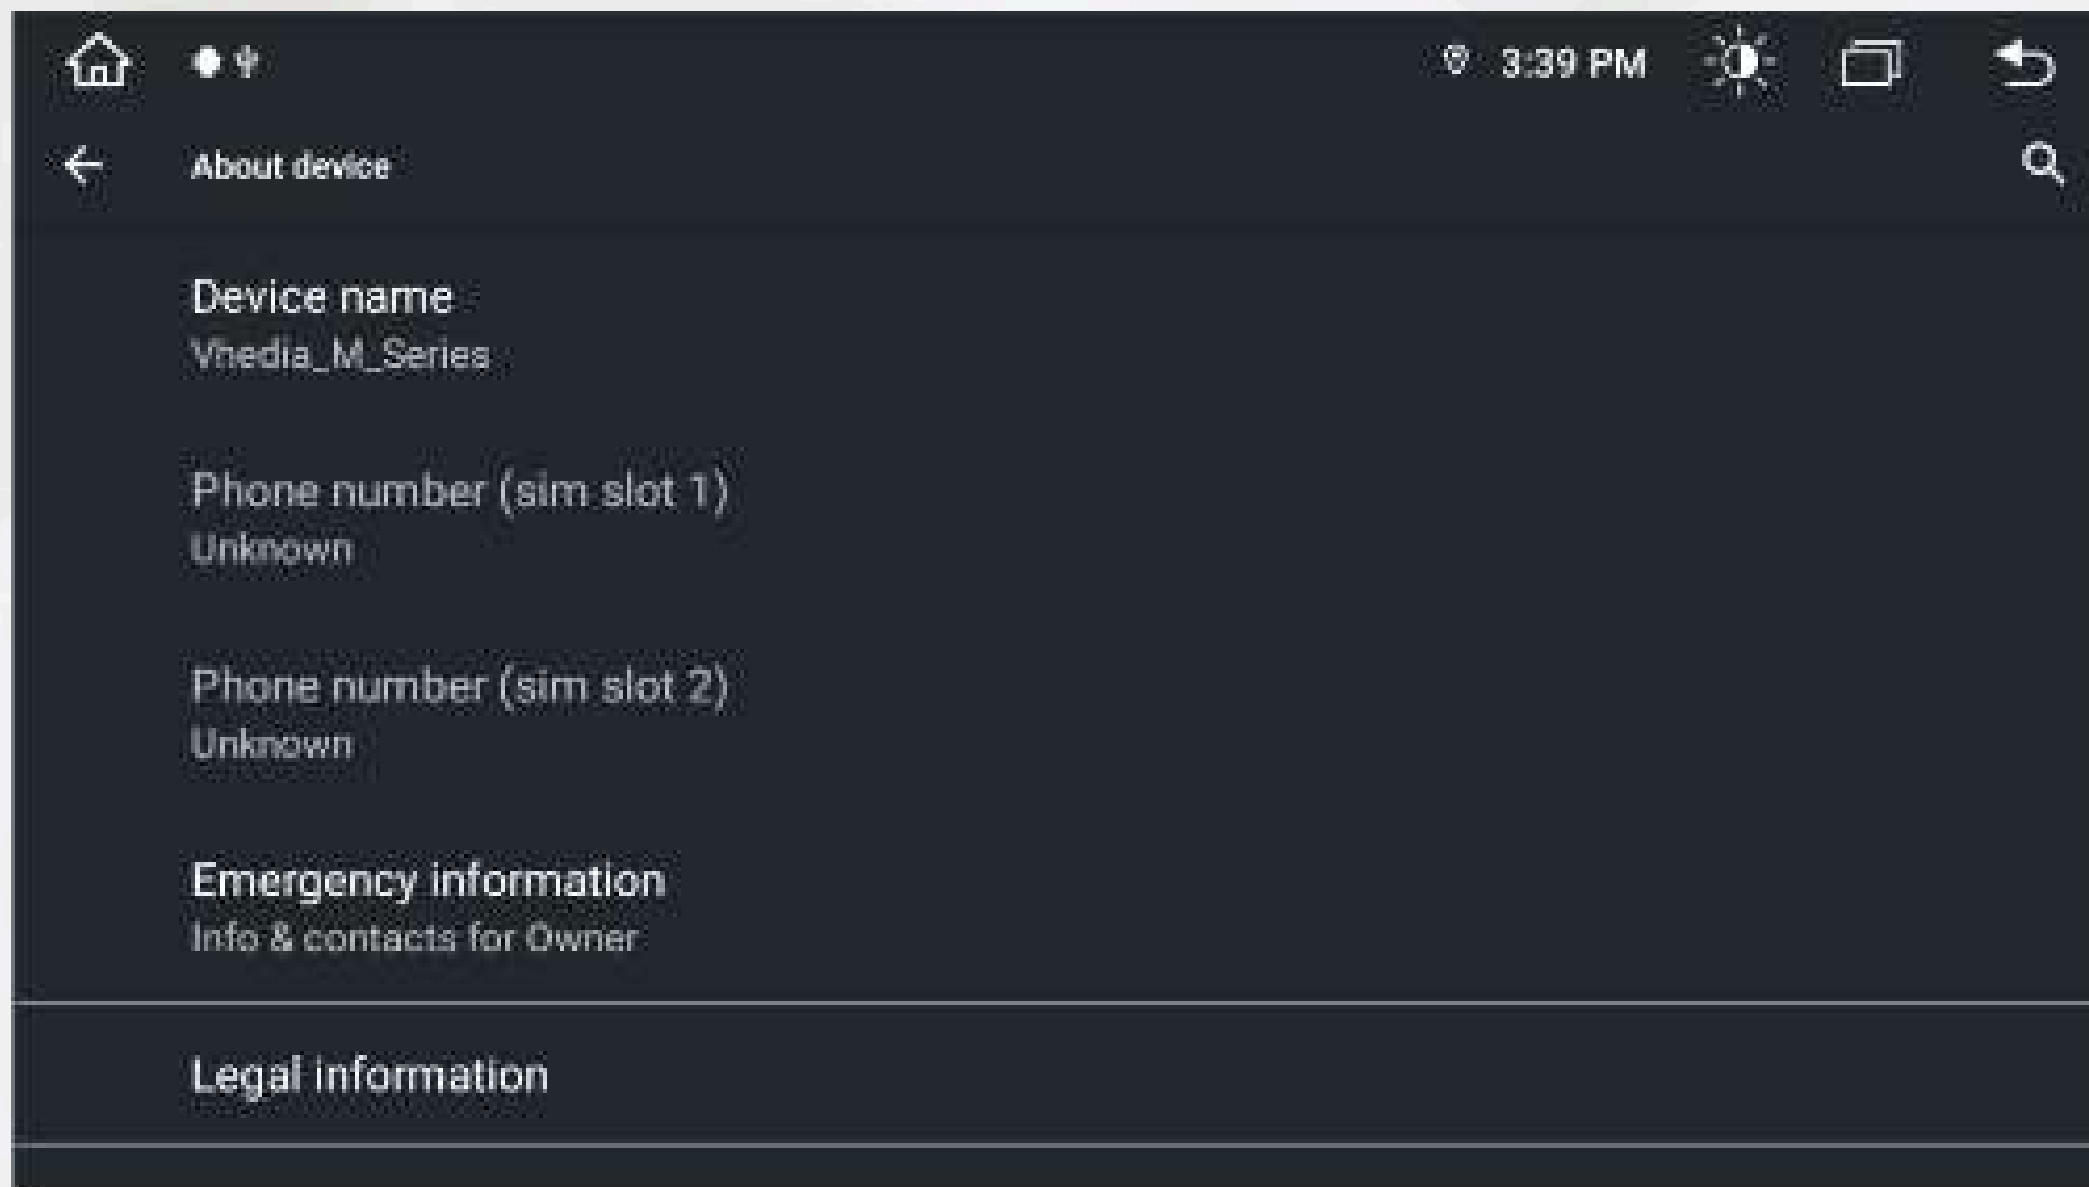 3:39 PM
About device
Device name
Vhedia_M_Series
Phone number (sim slot 1)
Unknown
Phone number (sim slot 2)
Unknown
Emergency information
Info & contacts for Owner
Legal information